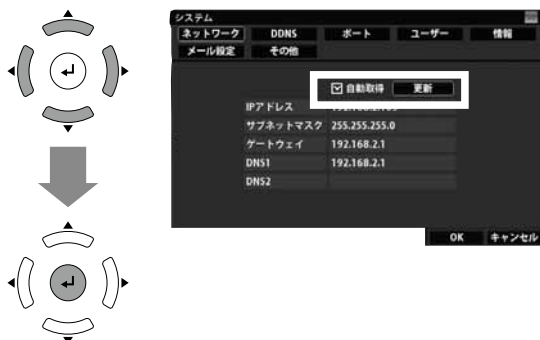 システム
ネットワーク DDNS ポート ユーザー 情報
メール設定 その他
自動取得 更新
IPアドレス
サブネットマスク 255.255.255.0
ゲートウェイ 192.168.2.1
DNS1 192.168.2.1
DNS2
OK キャンセル